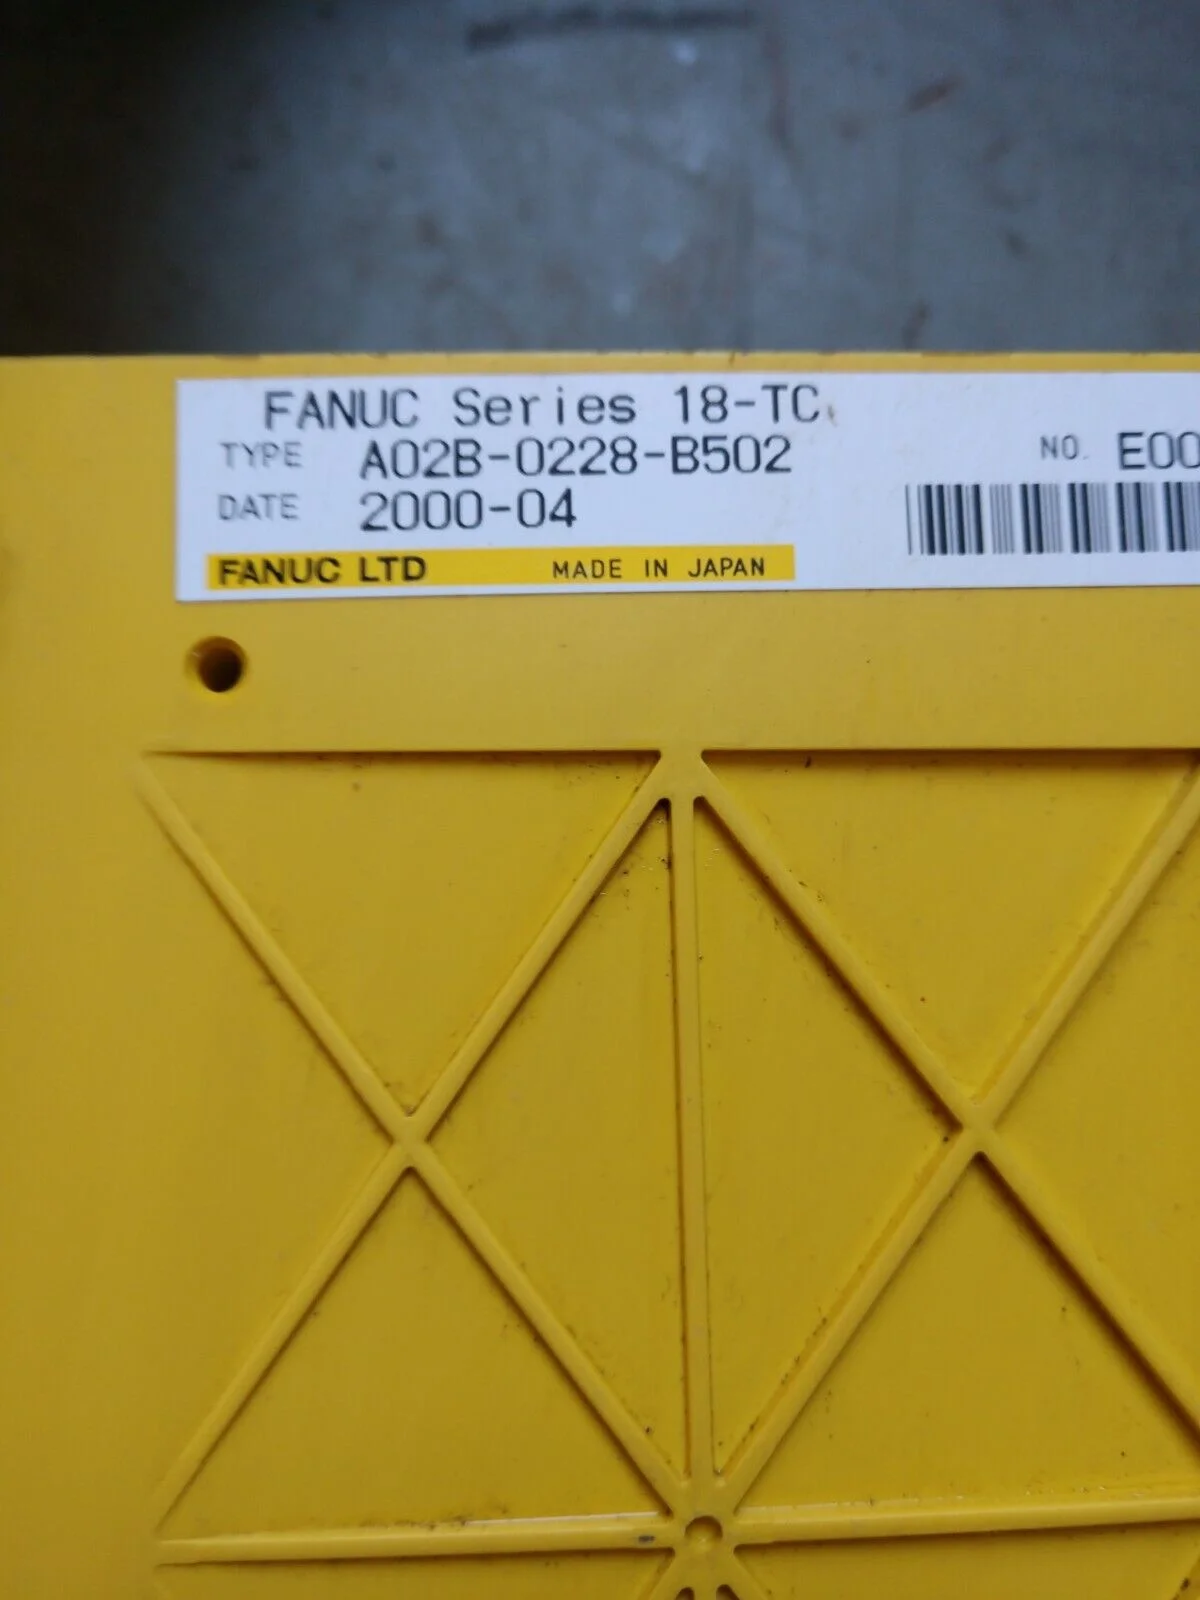 FANUC Series 18-TC
TYPE A02B-0228-B502 NO. E00
DATE 2000-04
FANUC LTD MADE IN JAPAN